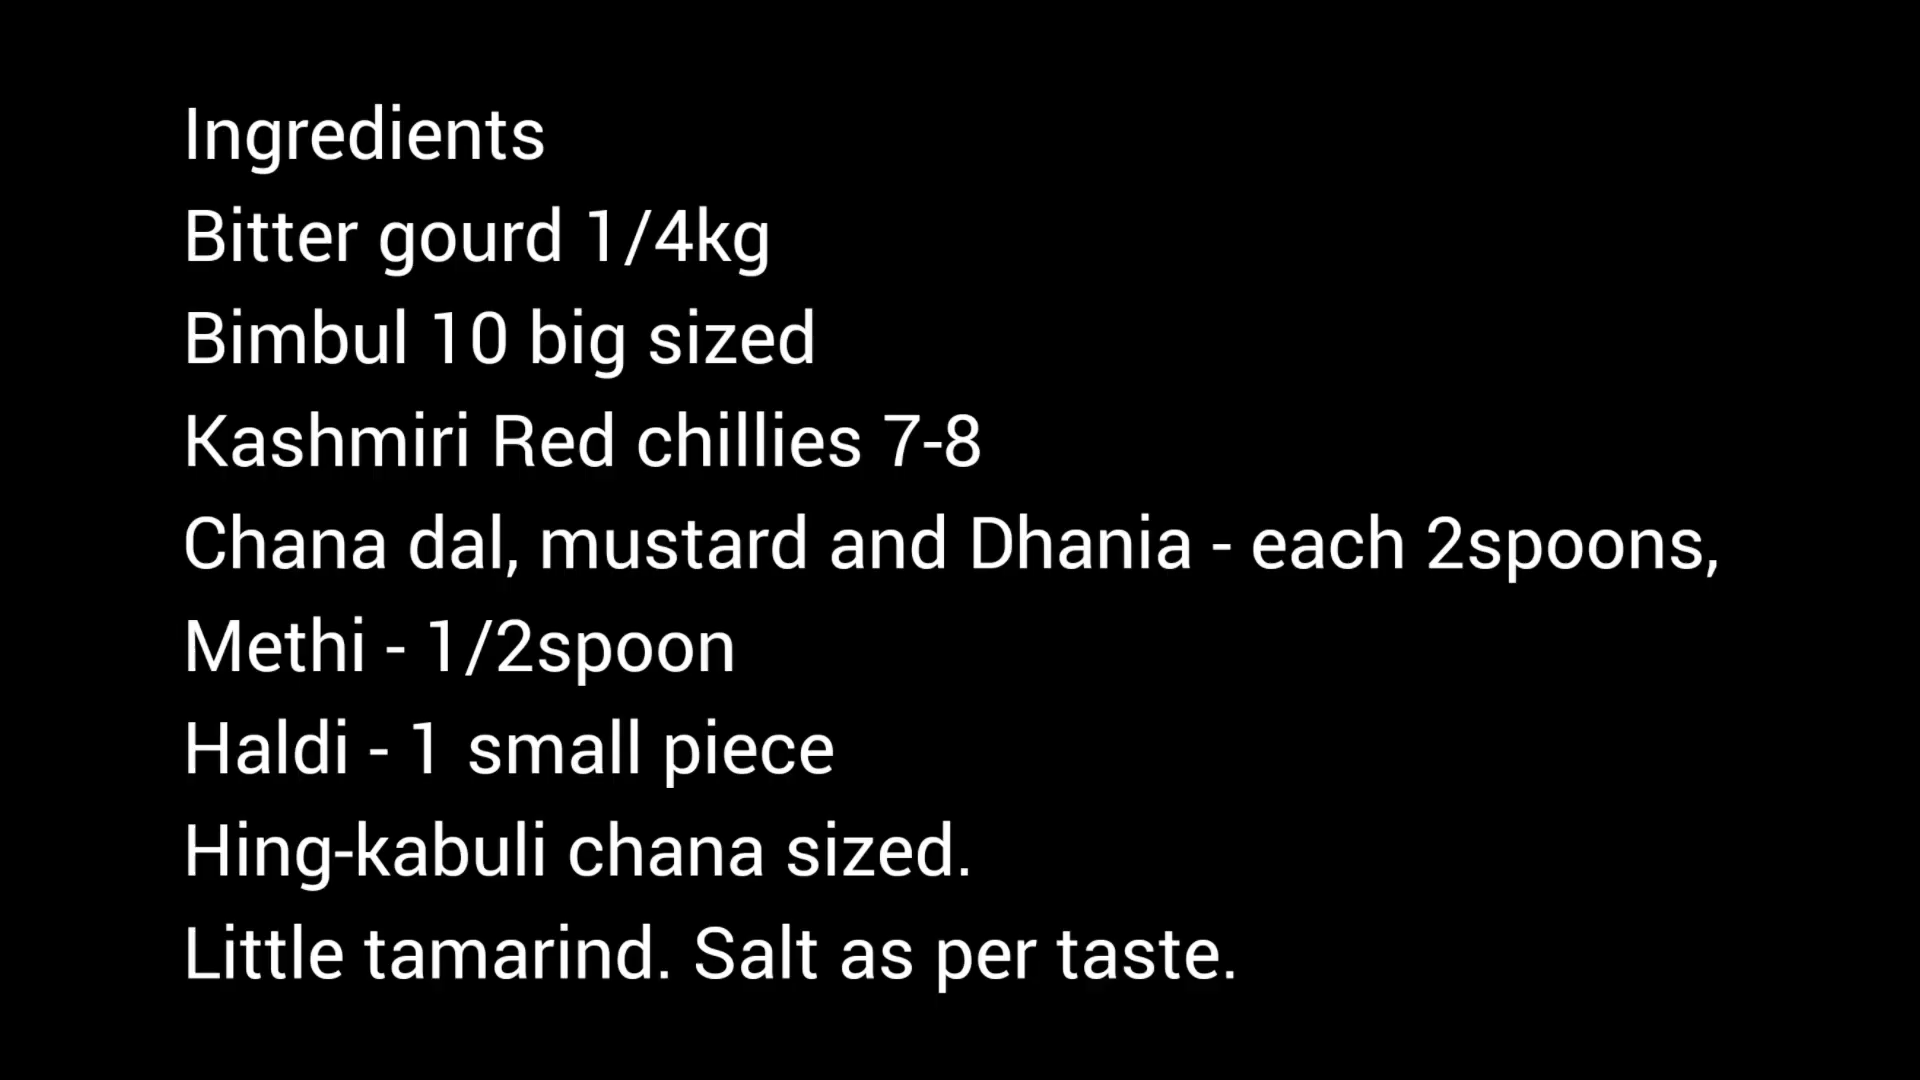 Ingredients
Bitter gourd 1/4kg
Bimbul 10 big sized
Kashmiri Red chillies 7-8
Chana dal, mustard and Dhania - each 2spoons,
Methi - 1/2spoon
Haldi - 1 small piece
Hing-kabuli chana sized.
Little tamarind. Salt as per taste.